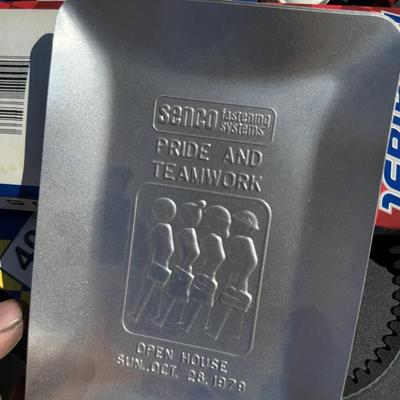 senco fastening
systems
PRIDE AND
TEAMWORK
OPEN HOUSE
SUN., OCT. 28, 1979